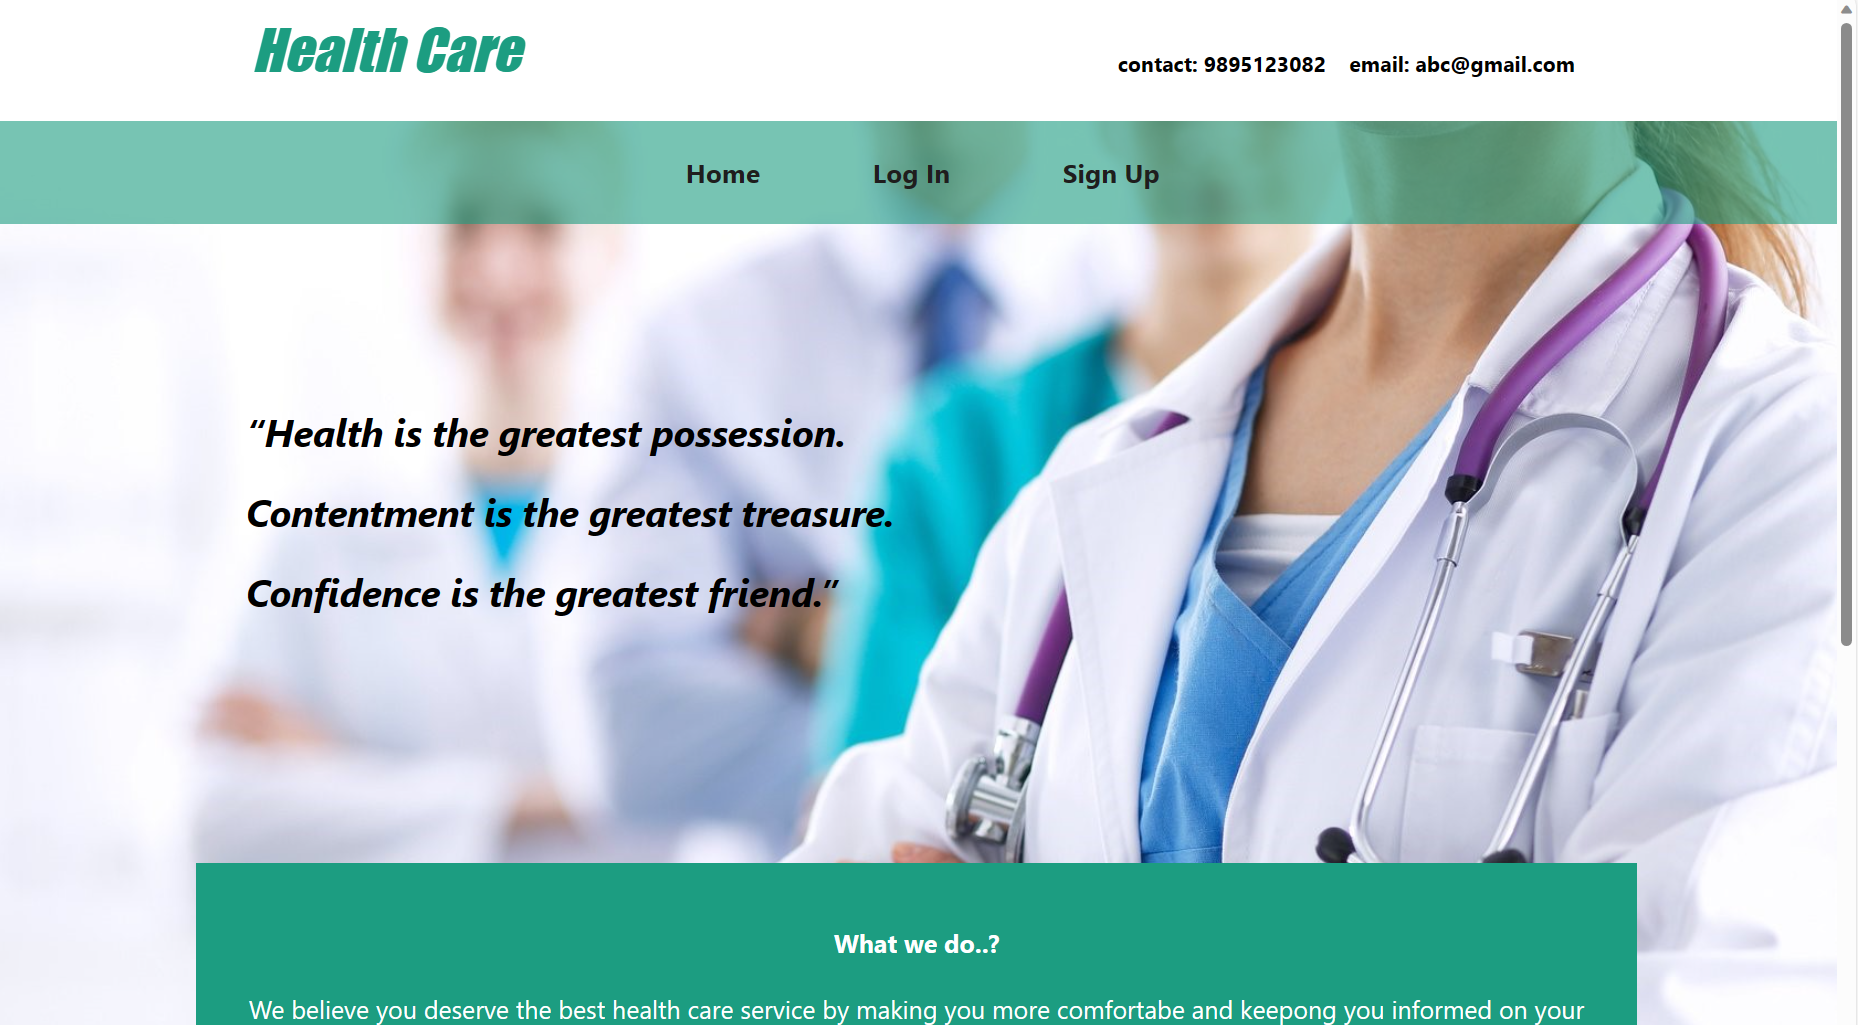 Health Care
contact: 9895123082 email: abc@gmail.com
Home Log In Sign Up
“Health is the greatest possession.
Contentment is the greatest treasure.
Confidence is the greatest friend.”
What we do..?
We believe you deserve the best health care service by making you more comfortabe and keepong you informed on your